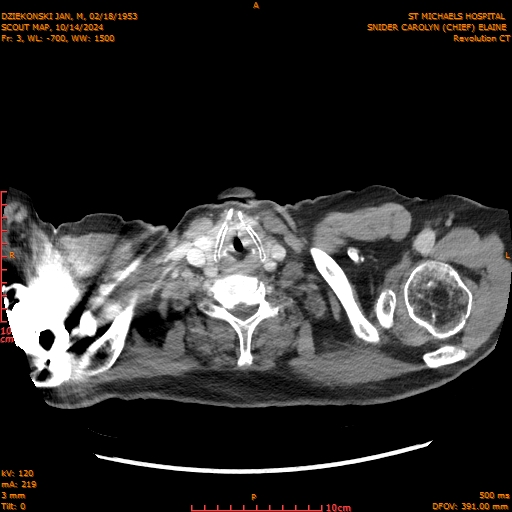 A
DZIEKONSKI JAN, M, 02/18/1953
SCOUT MAP, 10/14/2024
Fr: 3, WL: -700, WW: 1500
ST MICHAELS HOSPITAL
SNIDER CAROLYN (CHIEF) ELAINE
Revolution CT
R
L
10
cm
kV: 120
mA: 219
3 mm
Tilt: 0
P
10cm
500 ms
DFOV: 391.00 mm